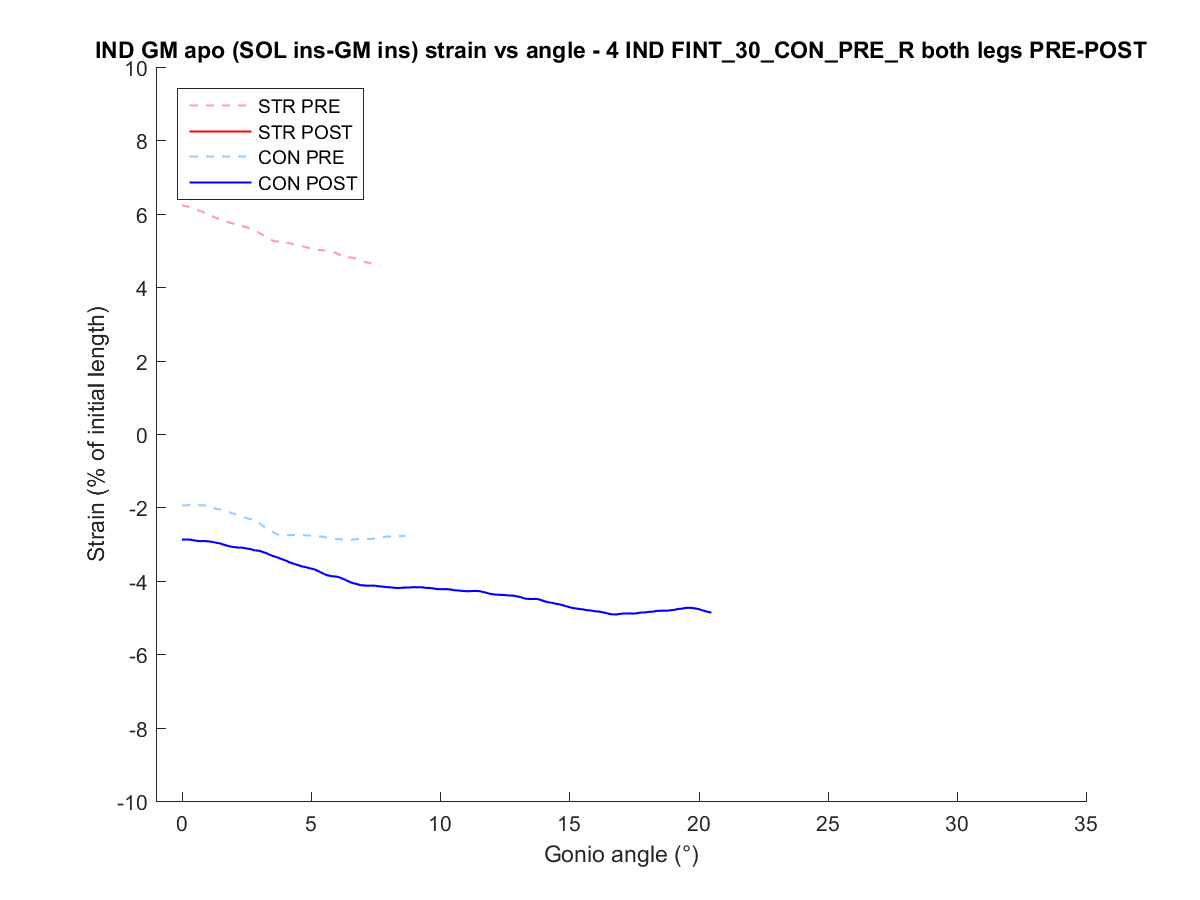 IND GM apo (SOL ins-GM ins) strain vs angle - 4 IND FINT_30_CON_PRE_R both legs PRE-POST
STR PRE
STR POST
CON PRE
CON POST
10
8
6
4
2
0
-2
-4
-6
-8
-10
Strain (% of initial length)
0 5 10 15 20 25 30 35
Gonio angle (°)